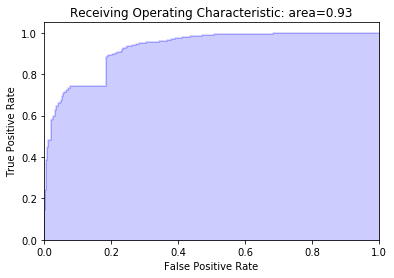 Receiving Operating Characteristic: area=0.93
1.0
0.8
0.6
0.4
0.2
0.0
True Positive Rate
0.0 0.2 0.4 0.6 0.8 1.0
False Positive Rate